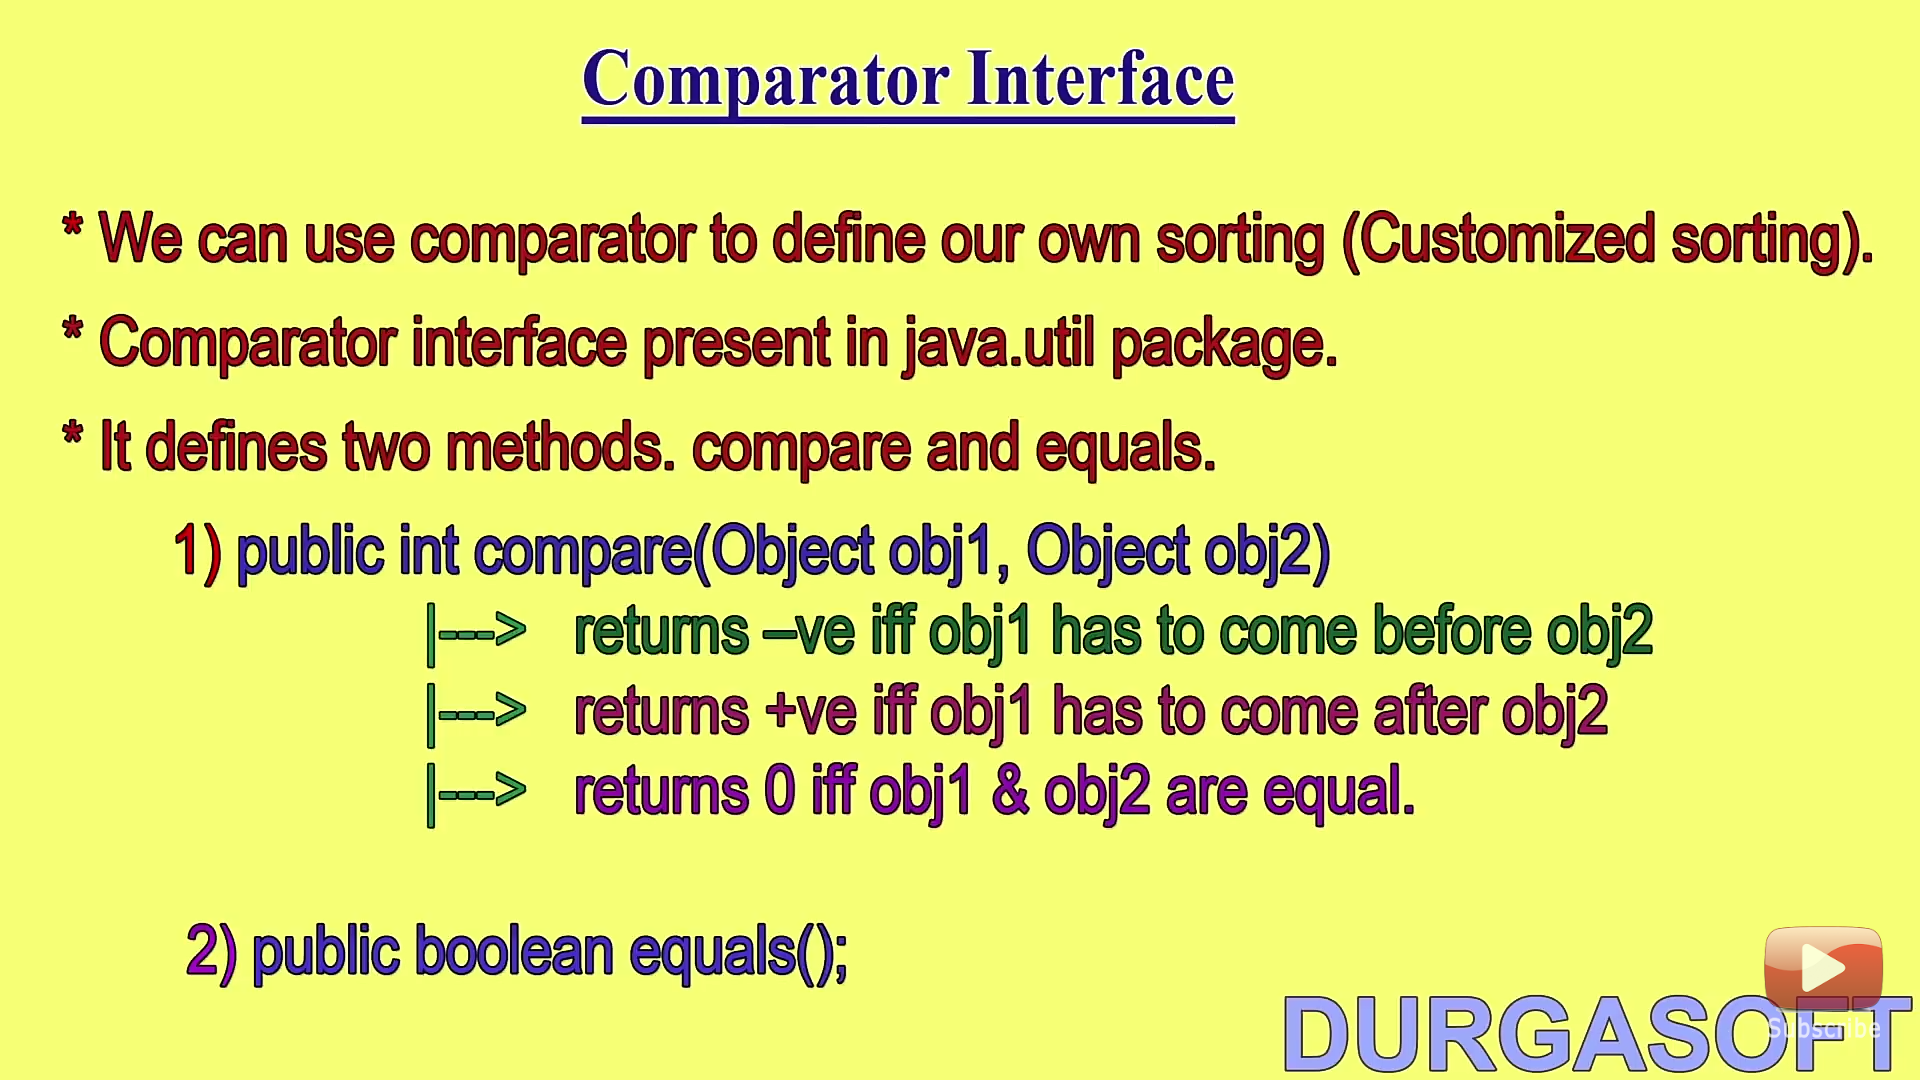 Comparator Interface
* We can use comparator to define our own sorting (Customized sorting).
* Comparator interface present in java.util package.
* It defines two methods. compare and equals.
1) public int compare(Object obj1, Object obj2)
|---> returns –ve iff obj1 has to come before obj2
|---> returns +ve iff obj1 has to come after obj2
|---> returns 0 iff obj1 & obj2 are equal.
2) public boolean equals();
DURGASOFT
Subscribe